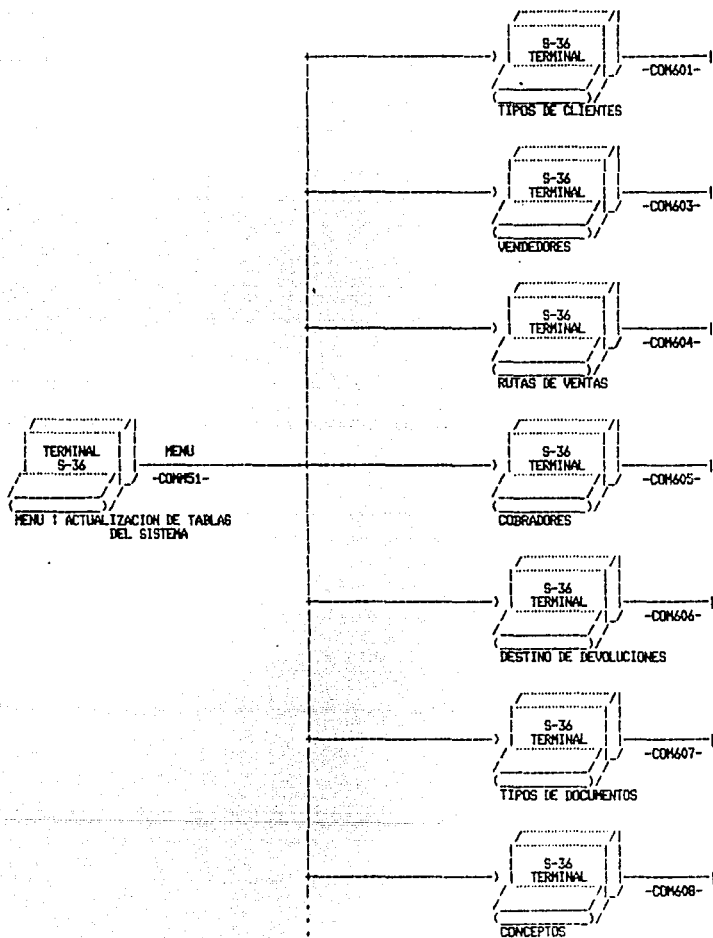 S-36
TERMINAL
-COM601-
TIPOS DE CLIENTES
S-36
TERMINAL
-COM603-
VENDEDORES
S-36
TERMINAL
-COM604-
RUTAS DE VENTAS
TERMINAL
S-36
MENU
-COMM51-
MENU : ACTUALIZACION DE TABLAS
DEL SISTEMA
S-36
TERMINAL
-COM605-
COBRADORES
S-36
TERMINAL
-COM606-
DESTINO DE DEVOLUCIONES
S-36
TERMINAL
-COM607-
TIPOS DE DOCUMENTOS
S-36
TERMINAL
-COM608-
CONCEPTOS